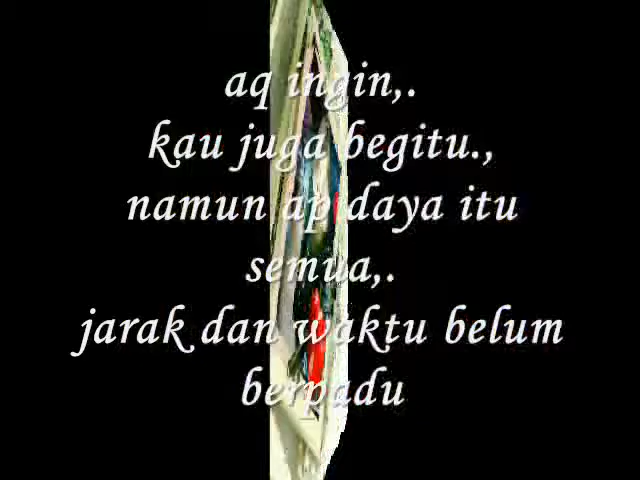 aq ingin,.
kau juga begitu.,
namun ap daya itu
semua,.
jarak dan waktu belum
berpadu